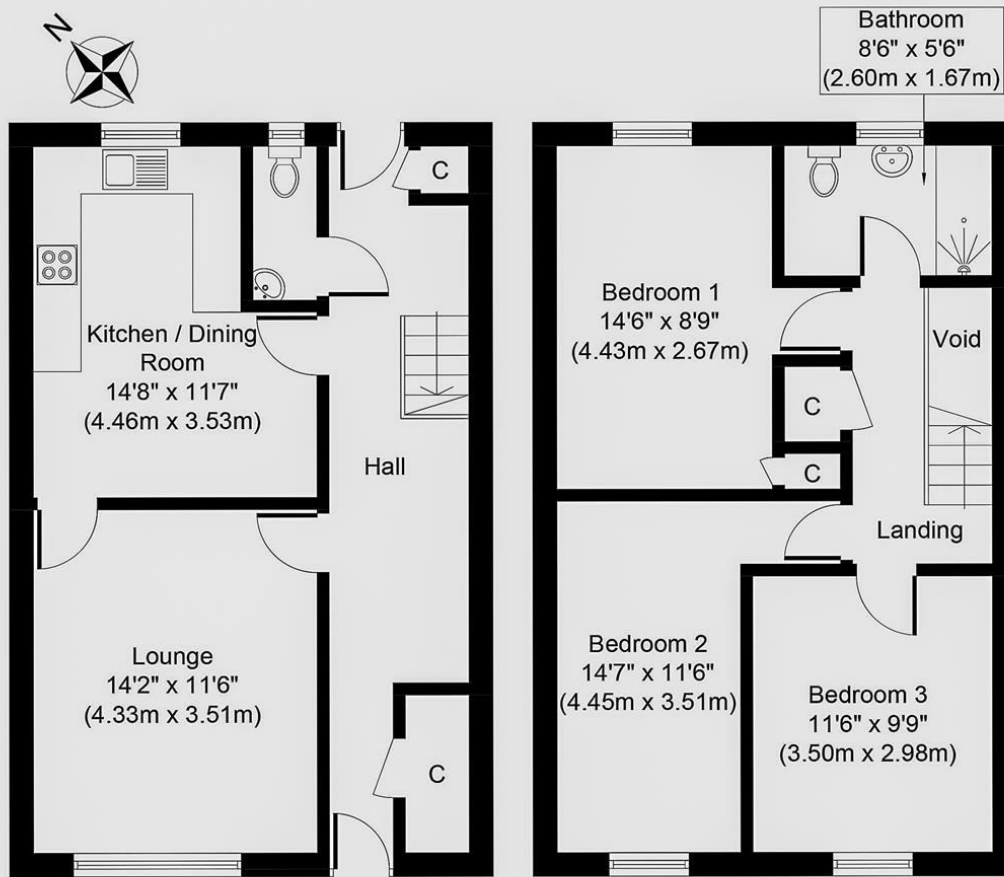 N
Bathroom
8'6" x 5'6"
(2.60m x 1.67m)
C
Kitchen / Dining
Room
14'8" x 11'7"
(4.46m x 3.53m)
Hall
Lounge
14'2" x 11'6"
(4.33m x 3.51m)
C
Bedroom 1
14'6" x 8'9"
(4.43m x 2.67m)
Void
C
C
Landing
Bedroom 2
14'7" x 11'6"
(4.45m x 3.51m)
Bedroom 3
11'6" x 9'9"
(3.50m x 2.98m)